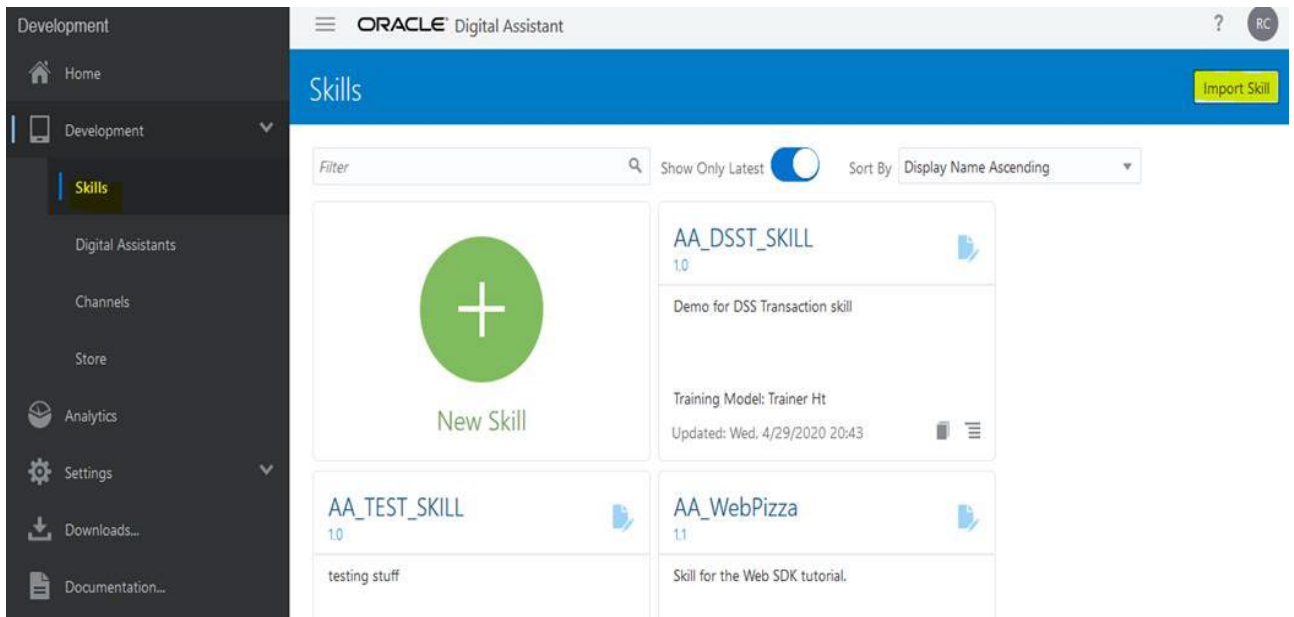 Development
Home
Development
Skills
Digital Assistants
Channels
Store
Analytics
Settings
Downloads...
Documentation...
ORACLE® Digital Assistant
?
RC
Skills
Import Skill
Filter
Show Only Latest
Sort By
Display Name Ascending
New Skill
AA_DSST_SKILL
1.0
Demo for DSS Transaction skill
Training Model: Trainer Ht
Updated: Wed, 4/29/2020 20:43
AA_TEST_SKILL
1.0
testing stuff
AA_WebPizza
1.1
Skill for the Web SDK tutorial.